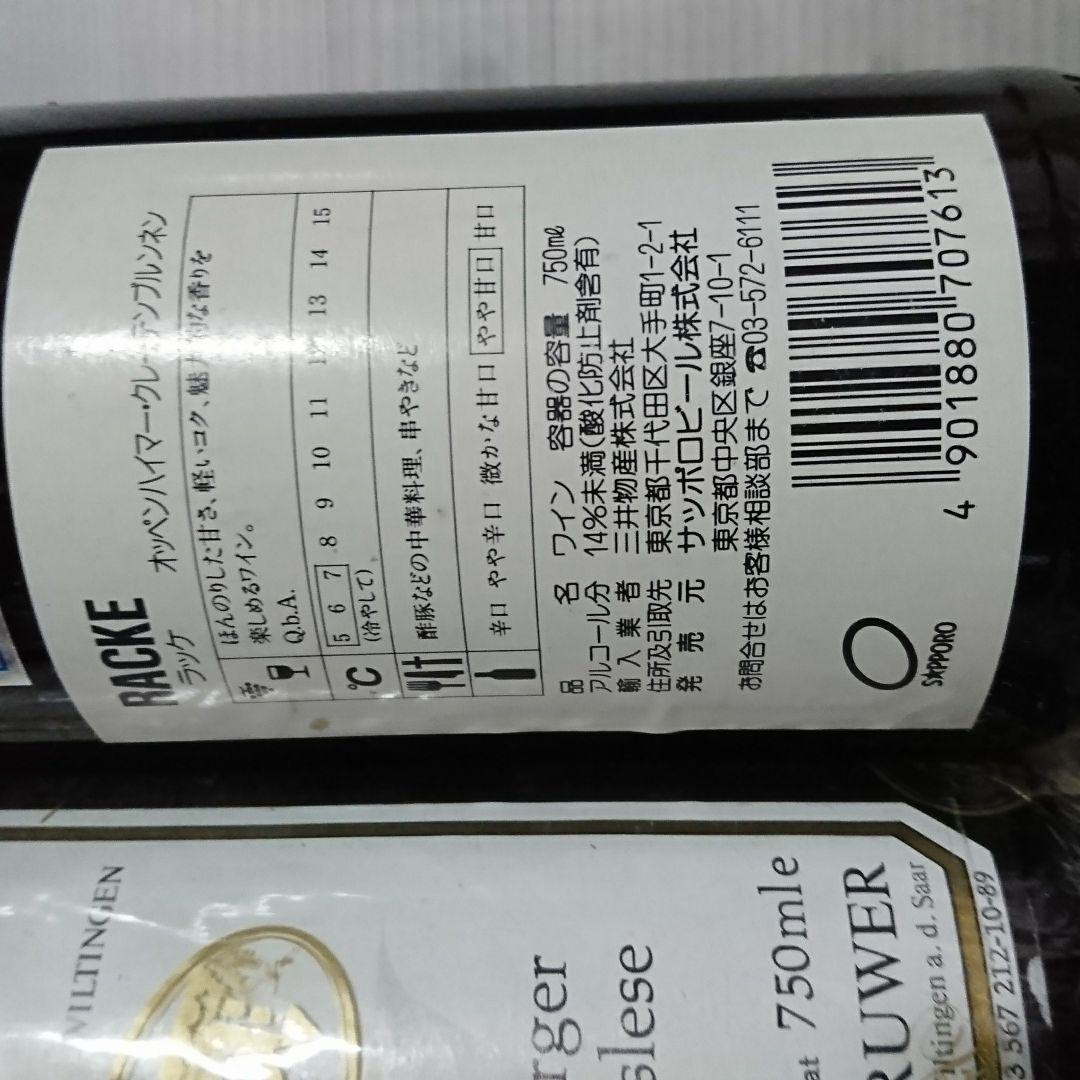 RACKE
ラッケ
オッペンハイマー・クレーテンブルンネン
ほんのりした甘さ、軽いコク、魅力的な香りを
楽しめるワイン。
Q.b.A.
℃ 5 6 7 8 9 10 11 12 13 14 15
(冷やして)
酢豚などの中華料理、串やきなど
辛口 やや辛口 微かな甘口 やや甘口 甘口
品名 ワイン 容器の容量 750mℓ
アルコール分 14%未満(酸化防止剤含有)
輸入業者 三井物産株式会社
住所及引取先 東京都千代田区大手町1-2-1
発売元 サッポロビール株式会社
東京都中央区銀座7-10-1
お問合せはお客様相談部まで ☎03-572-6111
4 901880 707613
SAPPORO
WILTINGEN
rger
slese
at 750mle
RUWER
iltingen a. d. Saar
3 567 212-10-89